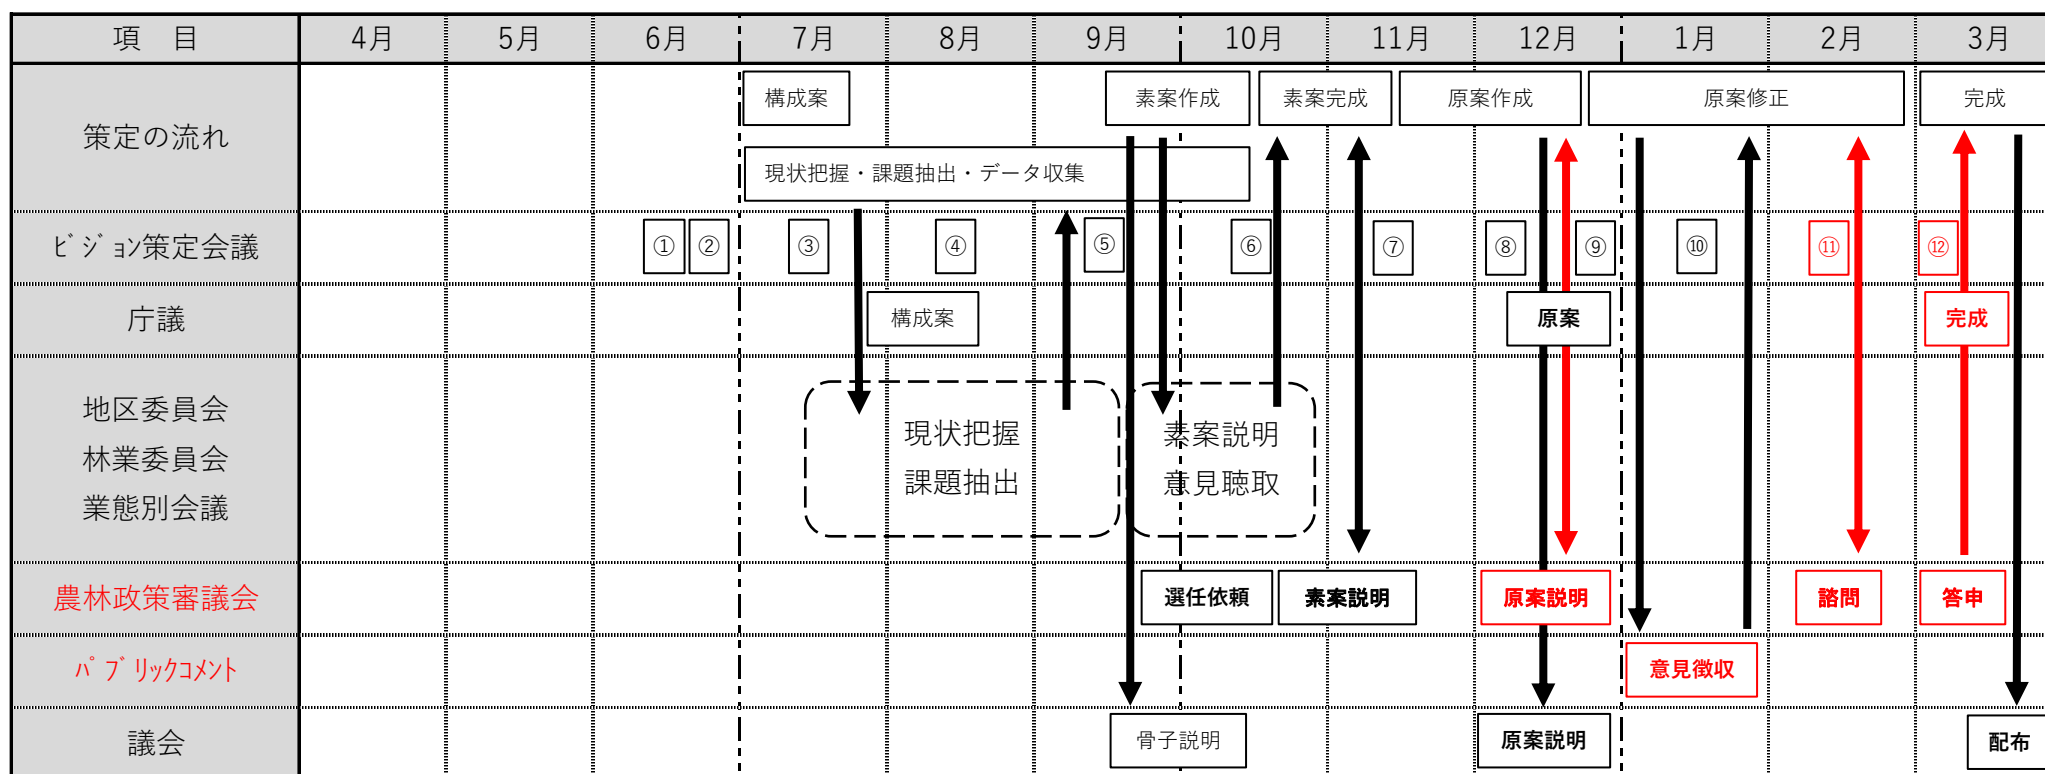 項　目 4月 5月 6月 7月 8月 9月 10月 11月 12月 1月 2月 3月
策定の流れ
構成案 素案作成 素案完成 原案作成 原案修正 完成
現状把握・課題抽出・データ収集
ﾋﾞｼﾞｮﾝ策定会議 ① ② ③ ④ ⑤ ⑥ ⑦ ⑧ ⑨ ⑩ ⑪ ⑫
庁議 構成案 原案 完成
地区委員会
林業委員会
業態別会議
現状把握
課題抽出
素案説明
意見聴取
農林政策審議会 選任依頼 素案説明 原案説明 諮問 答申
ﾊﾟﾌﾞﾘｯｸｺﾒﾝﾄ 意見徴収
議会 骨子説明 原案説明 配布